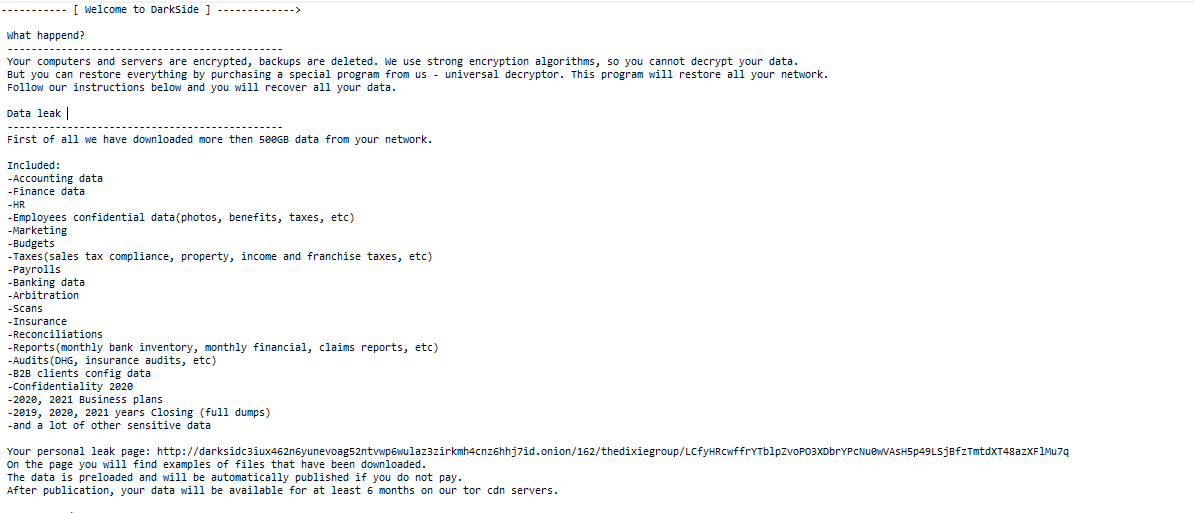 ----------- [ Welcome to DarkSide ] ------------->
What happend?
----------------------------------------------
Your computers and servers are encrypted, backups are deleted. We use strong encryption algorithms, so you cannot decrypt your data.
But you can restore everything by purchasing a special program from us - universal decryptor. This program will restore all your network.
Follow our instructions below and you will recover all your data.
Data leak
----------------------------------------------
First of all we have downloaded more then 500GB data from your network.
Included:
-Accounting data
-Finance data
-HR
-Employees confidential data(photos, benefits, taxes, etc)
-Marketing
-Budgets
-Taxes(sales tax compliance, property, income and franchise taxes, etc)
-Payrolls
-Banking data
-Arbitration
-Scans
-Insurance
-Reconciliations
-Reports(monthly bank inventory, monthly financial, claims reports, etc)
-Audits(DHG, insurance audits, etc)
-B2B clients config data
-Confidentiality 2020
-2020, 2021 Business plans
-2019, 2020, 2021 years Closing (full dumps)
-and a lot of other sensitive data
Your personal leak page: http://darksidc3iux462n6yunevoag52ntvwp6wulaz3zirkmh4cnz6hhj7id.onion/162/thedixiegroup/LCfyHRcwffrYTblpZvoPO3XDbrYPcNu0wVAsH5p49LSjBfzTmtdXT48azXFlMu7q
On the page you will find examples of files that have been downloaded.
The data is preloaded and will be automatically published if you do not pay.
After publication, your data will be available for at least 6 months on our tor cdn servers.